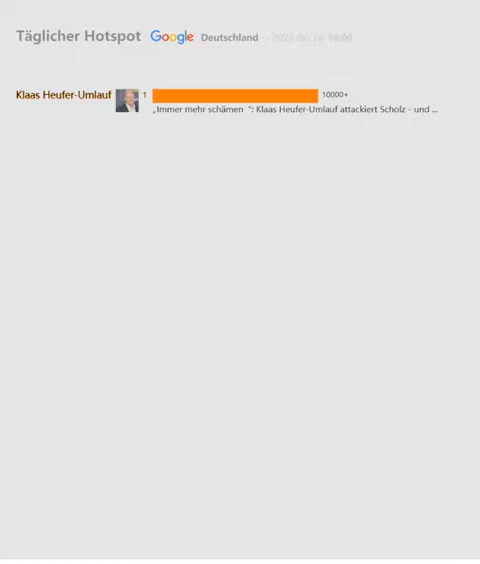 Täglicher Hotspot Google Deutschland
Klaas Heufer-Umlauf 1 10000+
„Immer mehr schämen “: Klaas Heufer-Umlauf attackiert Scholz - und ...